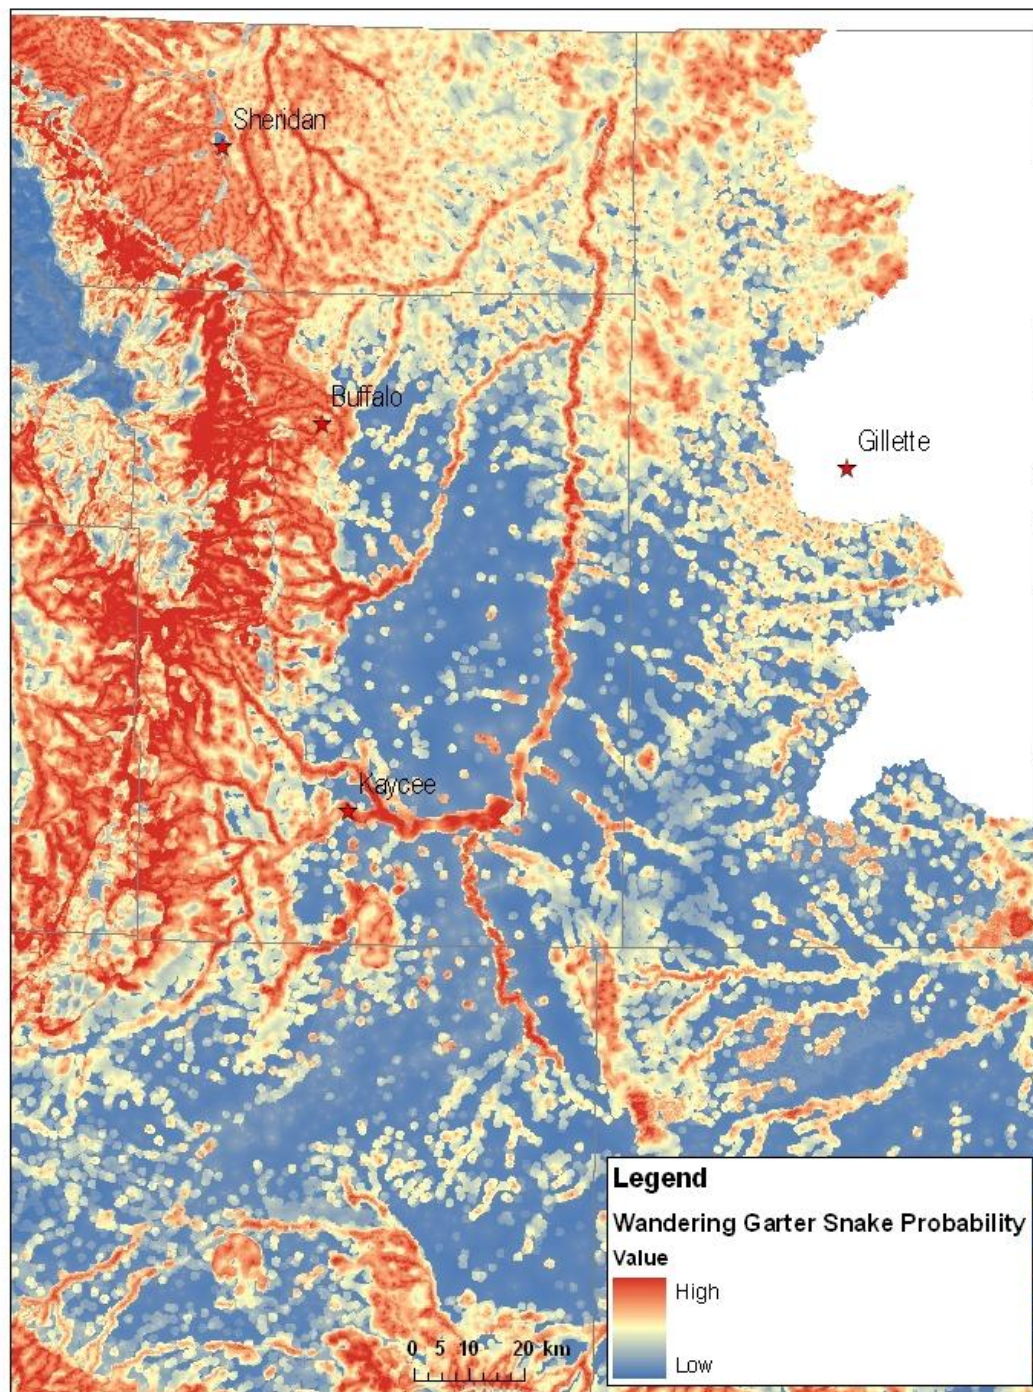 Sheridan
Buffalo
Gillette
Kaycee
Legend
Wandering Garter Snake Probability
Value
High
Low
0 5 10 20 km